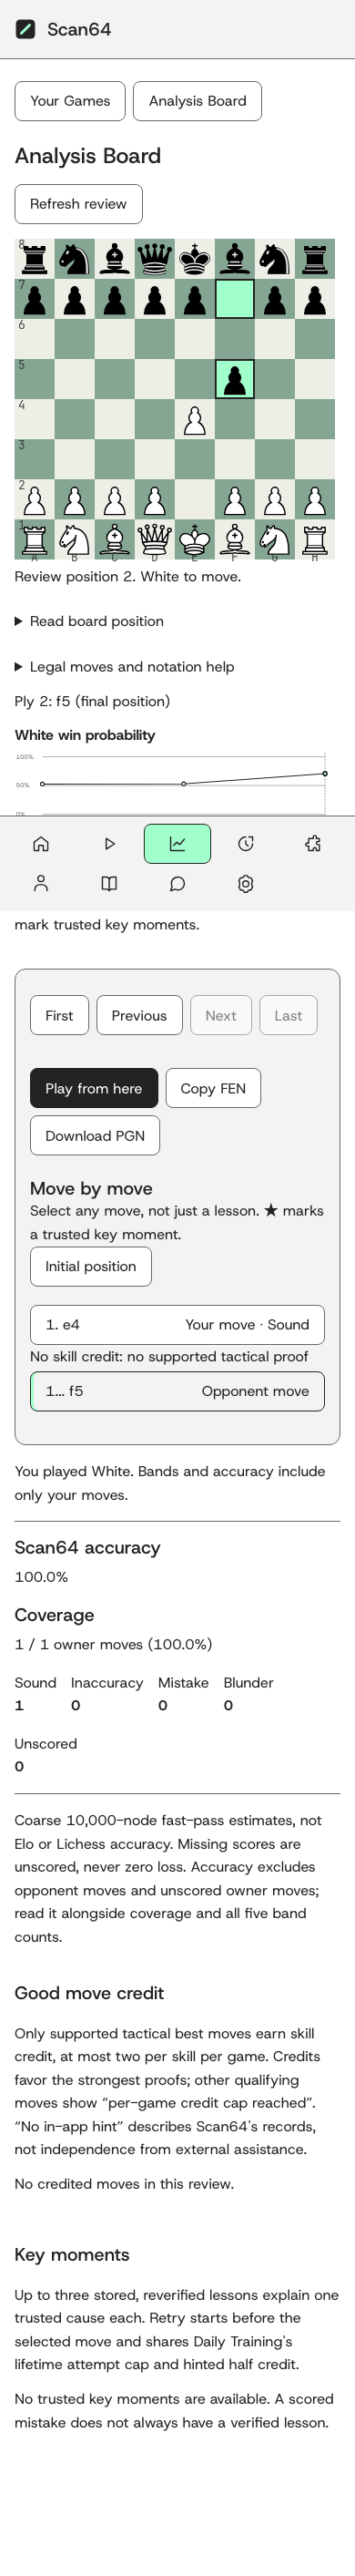 Scan64
Your Games
Analysis Board
Analysis Board
Refresh review
8
7
6
5
4
3
2
1
A B C D E F G H
Review position 2. White to move.
Read board position
Legal moves and notation help
Ply 2: f5 (final position)
White win probability
100%
50%
0%
mark trusted key moments.
First
Previous
Next
Last
Play from here
Copy FEN
Download PGN
Move by move
Select any move, not just a lesson. ★ marks
a trusted key moment.
Initial position
1. e4 Your move · Sound
No skill credit: no supported tactical proof
1... f5 Opponent move
You played White. Bands and accuracy include
only your moves.
Scan64 accuracy
100.0%
Coverage
1 / 1 owner moves (100.0%)
Sound Inaccuracy Mistake Blunder
1 0 0 0
Unscored
0
Coarse 10,000-node fast-pass estimates, not
Elo or Lichess accuracy. Missing scores are
unscored, never zero loss. Accuracy excludes
opponent moves and unscored owner moves;
read it alongside coverage and all five band
counts.
Good move credit
Only supported tactical best moves earn skill
credit, at most two per skill per game. Credits
favor the strongest proofs; other qualifying
moves show “per-game credit cap reached”.
“No in-app hint” describes Scan64's records,
not independence from external assistance.
No credited moves in this review.
Key moments
Up to three stored, reverified lessons explain one
trusted cause each. Retry starts before the
selected move and shares Daily Training's
lifetime attempt cap and hinted half credit.
No trusted key moments are available. A scored
mistake does not always have a verified lesson.